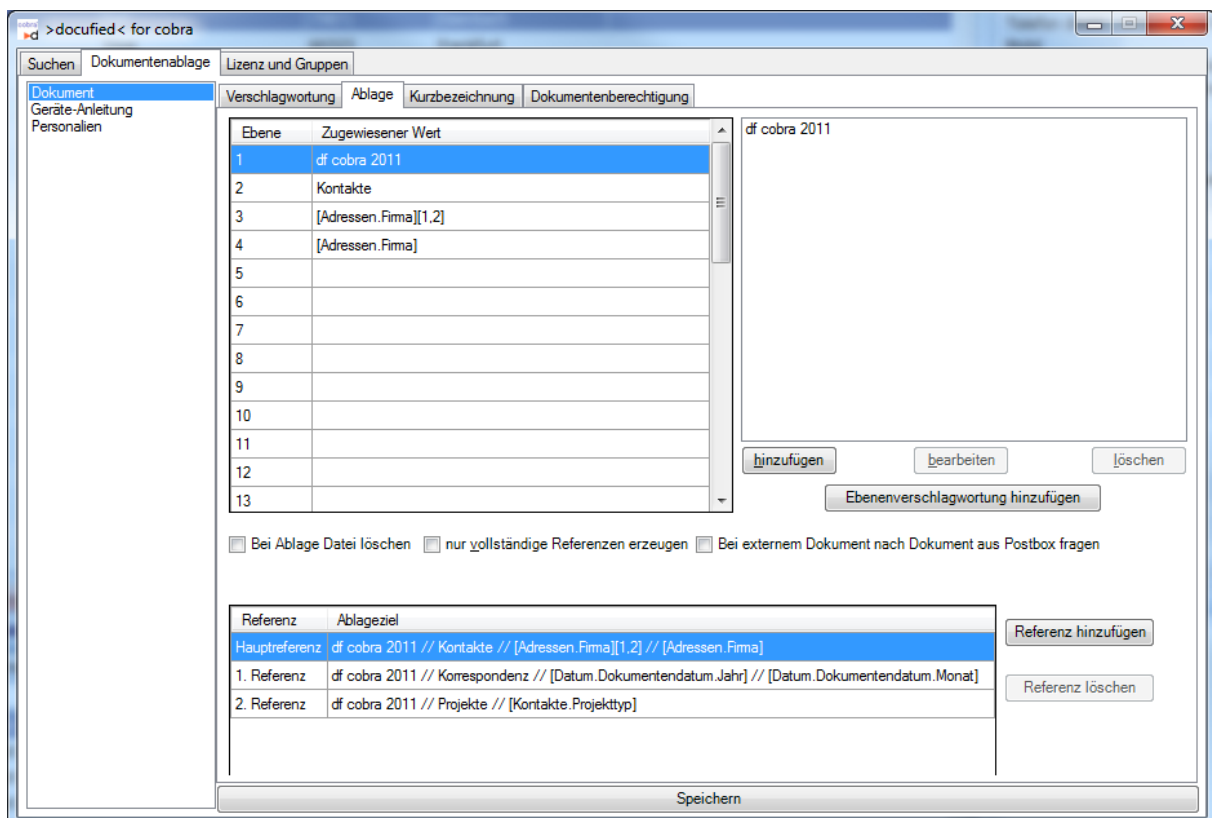 cobra
>docufied< for cobra
Suchen Dokumentenablage Lizenz und Gruppen
Dokument
Geräte-Anleitung
Personalien
Verschlagwortung Ablage Kurzbezeichnung Dokumentenberechtigung
Ebene Zugewiesener Wert
1 df cobra 2011
2 Kontakte
3 [Adressen.Firma][1,2]
4 [Adressen.Firma]
5
6
7
8
9
10
11
12
13
df cobra 2011
hinzufügen bearbeiten löschen
Ebenenverschlagwortung hinzufügen
Bei Ablage Datei löschen nur vollständige Referenzen erzeugen Bei externem Dokument nach Dokument aus Postbox fragen
Referenz Ablageziel
Hauptreferenz df cobra 2011 // Kontakte // [Adressen.Firma][1,2] // [Adressen.Firma]
1. Referenz df cobra 2011 // Korrespondenz // [Datum.Dokumentendatum.Jahr] // [Datum.Dokumentendatum.Monat]
2. Referenz df cobra 2011 // Projekte // [Kontakte.Projekttyp]
Referenz hinzufügen
Referenz löschen
Speichern